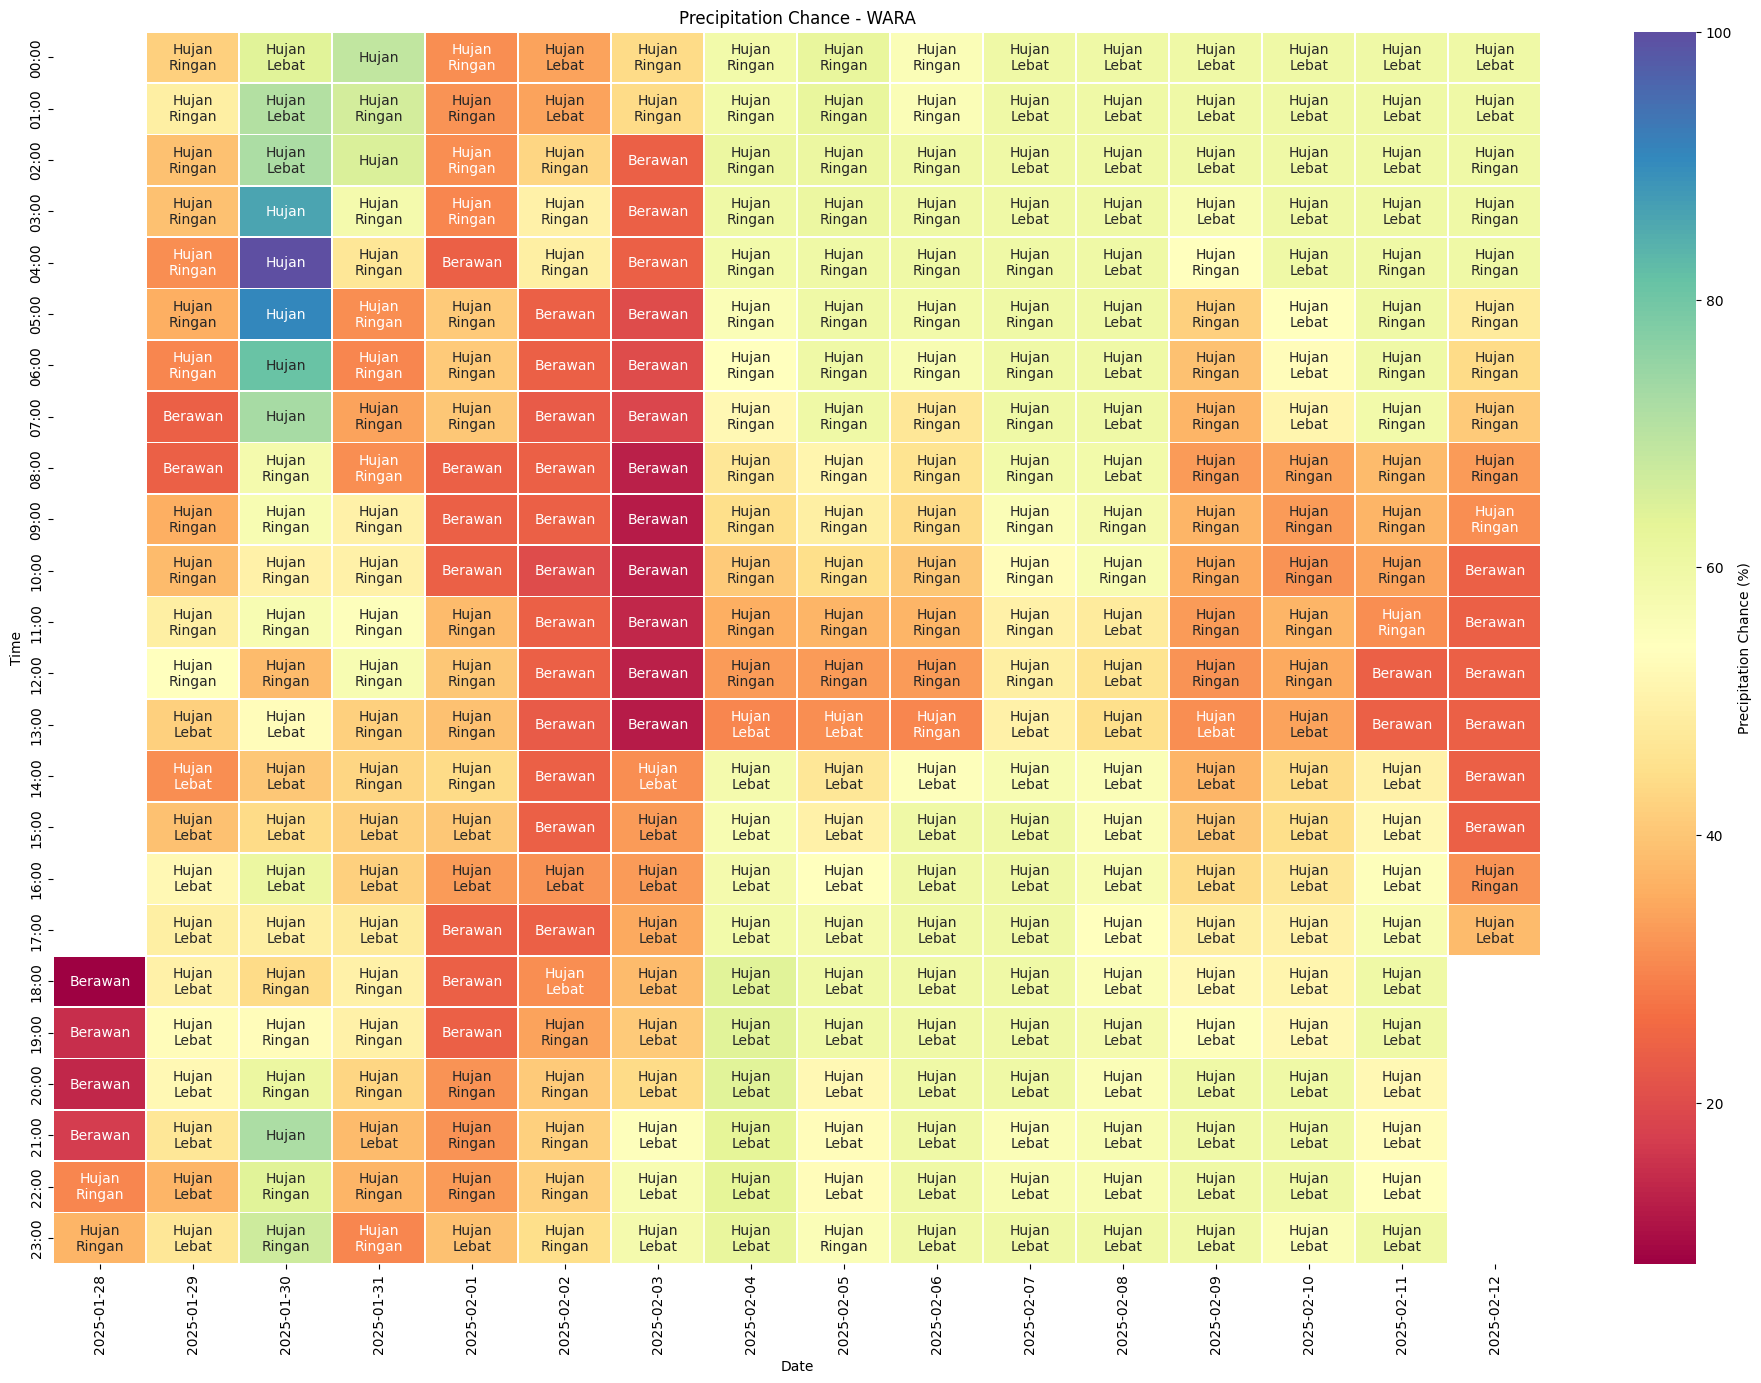 Precipitation Chance - WARA
00:00 Hujan Ringan Hujan Lebat Hujan Hujan Ringan Hujan Lebat Hujan Ringan Hujan Ringan Hujan Ringan Hujan Ringan Hujan Lebat Hujan Lebat Hujan Lebat Hujan Lebat Hujan Lebat Hujan Lebat
01:00 Hujan Ringan Hujan Lebat Hujan Ringan Hujan Ringan Hujan Lebat Hujan Ringan Hujan Ringan Hujan Ringan Hujan Ringan Hujan Lebat Hujan Lebat Hujan Lebat Hujan Lebat Hujan Lebat Hujan Lebat
02:00 Hujan Ringan Hujan Lebat Hujan Hujan Ringan Hujan Ringan Berawan Hujan Ringan Hujan Ringan Hujan Ringan Hujan Lebat Hujan Lebat Hujan Lebat Hujan Lebat Hujan Lebat Hujan Ringan
03:00 Hujan Ringan Hujan Hujan Ringan Hujan Ringan Hujan Ringan Berawan Hujan Ringan Hujan Ringan Hujan Ringan Hujan Lebat Hujan Lebat Hujan Lebat Hujan Lebat Hujan Lebat Hujan Ringan
04:00 Hujan Ringan Hujan Hujan Ringan Berawan Hujan Ringan Berawan Hujan Ringan Hujan Ringan Hujan Ringan Hujan Ringan Hujan Lebat Hujan Ringan Hujan Lebat Hujan Ringan Hujan Ringan
05:00 Hujan Ringan Hujan Hujan Ringan Hujan Ringan Berawan Berawan Hujan Ringan Hujan Ringan Hujan Ringan Hujan Ringan Hujan Lebat Hujan Ringan Hujan Lebat Hujan Ringan Hujan Ringan
06:00 Hujan Ringan Hujan Hujan Ringan Hujan Ringan Berawan Berawan Hujan Ringan Hujan Ringan Hujan Ringan Hujan Ringan Hujan Lebat Hujan Ringan Hujan Lebat Hujan Ringan Hujan Ringan
07:00 Berawan Hujan Hujan Ringan Hujan Ringan Berawan Berawan Hujan Ringan Hujan Ringan Hujan Ringan Hujan Ringan Hujan Lebat Hujan Ringan Hujan Lebat Hujan Ringan Hujan Ringan
08:00 Berawan Hujan Ringan Hujan Ringan Berawan Berawan Berawan Hujan Ringan Hujan Ringan Hujan Ringan Hujan Ringan Hujan Lebat Hujan Ringan Hujan Ringan Hujan Ringan Hujan Ringan
09:00 Hujan Ringan Hujan Ringan Hujan Ringan Berawan Berawan Berawan Hujan Ringan Hujan Ringan Hujan Ringan Hujan Ringan Hujan Ringan Hujan Ringan Hujan Ringan Hujan Ringan Hujan Ringan
10:00 Hujan Ringan Hujan Ringan Hujan Ringan Berawan Berawan Berawan Hujan Ringan Hujan Ringan Hujan Ringan Hujan Ringan Hujan Ringan Hujan Ringan Hujan Ringan Hujan Ringan Berawan
11:00 Hujan Ringan Hujan Ringan Hujan Ringan Hujan Ringan Berawan Berawan Hujan Ringan Hujan Ringan Hujan Ringan Hujan Ringan Hujan Lebat Hujan Ringan Hujan Ringan Hujan Ringan Berawan
12:00 Hujan Ringan Hujan Ringan Hujan Ringan Hujan Ringan Berawan Berawan Hujan Ringan Hujan Ringan Hujan Ringan Hujan Ringan Hujan Lebat Hujan Ringan Hujan Ringan Berawan Berawan
13:00 Hujan Lebat Hujan Lebat Hujan Ringan Hujan Ringan Berawan Berawan Hujan Lebat Hujan Lebat Hujan Ringan Hujan Lebat Hujan Lebat Hujan Lebat Hujan Lebat Berawan Berawan
14:00 Hujan Lebat Hujan Lebat Hujan Ringan Hujan Ringan Berawan Hujan Lebat Hujan Lebat Hujan Lebat Hujan Lebat Hujan Lebat Hujan Lebat Hujan Lebat Hujan Lebat Hujan Lebat Berawan
15:00 Hujan Lebat Hujan Lebat Hujan Lebat Hujan Lebat Berawan Hujan Lebat Hujan Lebat Hujan Lebat Hujan Lebat Hujan Lebat Hujan Lebat Hujan Lebat Hujan Lebat Hujan Lebat Berawan
16:00 Hujan Lebat Hujan Lebat Hujan Lebat Hujan Lebat Hujan Lebat Hujan Lebat Hujan Lebat Hujan Lebat Hujan Lebat Hujan Lebat Hujan Lebat Hujan Lebat Hujan Lebat Hujan Lebat Hujan Ringan
17:00 Hujan Lebat Hujan Lebat Hujan Lebat Berawan Berawan Hujan Lebat Hujan Lebat Hujan Lebat Hujan Lebat Hujan Lebat Hujan Lebat Hujan Lebat Hujan Lebat Hujan Lebat Hujan Lebat
18:00 Berawan Hujan Lebat Hujan Ringan Hujan Ringan Berawan Hujan Lebat Hujan Lebat Hujan Lebat Hujan Lebat Hujan Lebat Hujan Lebat Hujan Lebat Hujan Lebat Hujan Lebat Hujan Lebat
19:00 Berawan Hujan Lebat Hujan Ringan Hujan Ringan Berawan Hujan Ringan Hujan Lebat Hujan Lebat Hujan Lebat Hujan Lebat Hujan Lebat Hujan Lebat Hujan Lebat Hujan Lebat Hujan Lebat
20:00 Berawan Hujan Lebat Hujan Ringan Hujan Ringan Hujan Ringan Hujan Ringan Hujan Lebat Hujan Lebat Hujan Lebat Hujan Lebat Hujan Lebat Hujan Lebat Hujan Lebat Hujan Lebat Hujan Lebat
21:00 Berawan Hujan Lebat Hujan Hujan Lebat Hujan Ringan Hujan Ringan Hujan Lebat Hujan Lebat Hujan Lebat Hujan Lebat Hujan Lebat Hujan Lebat Hujan Lebat Hujan Lebat Hujan Lebat
22:00 Hujan Ringan Hujan Lebat Hujan Ringan Hujan Ringan Hujan Ringan Hujan Ringan Hujan Lebat Hujan Lebat Hujan Lebat Hujan Lebat Hujan Lebat Hujan Lebat Hujan Lebat Hujan Lebat Hujan Lebat
23:00 Hujan Ringan Hujan Lebat Hujan Ringan Hujan Ringan Hujan Lebat Hujan Ringan Hujan Lebat Hujan Lebat Hujan Ringan Hujan Lebat Hujan Lebat Hujan Lebat Hujan Lebat Hujan Lebat Hujan Lebat
Time
2025-01-28
2025-01-29
2025-01-30
2025-01-31
2025-02-01
2025-02-02
2025-02-03
2025-02-04
2025-02-05
2025-02-06
2025-02-07
2025-02-08
2025-02-09
2025-02-10
2025-02-11
2025-02-12
Date
100
80
60
40
20
Precipitation Chance (%)